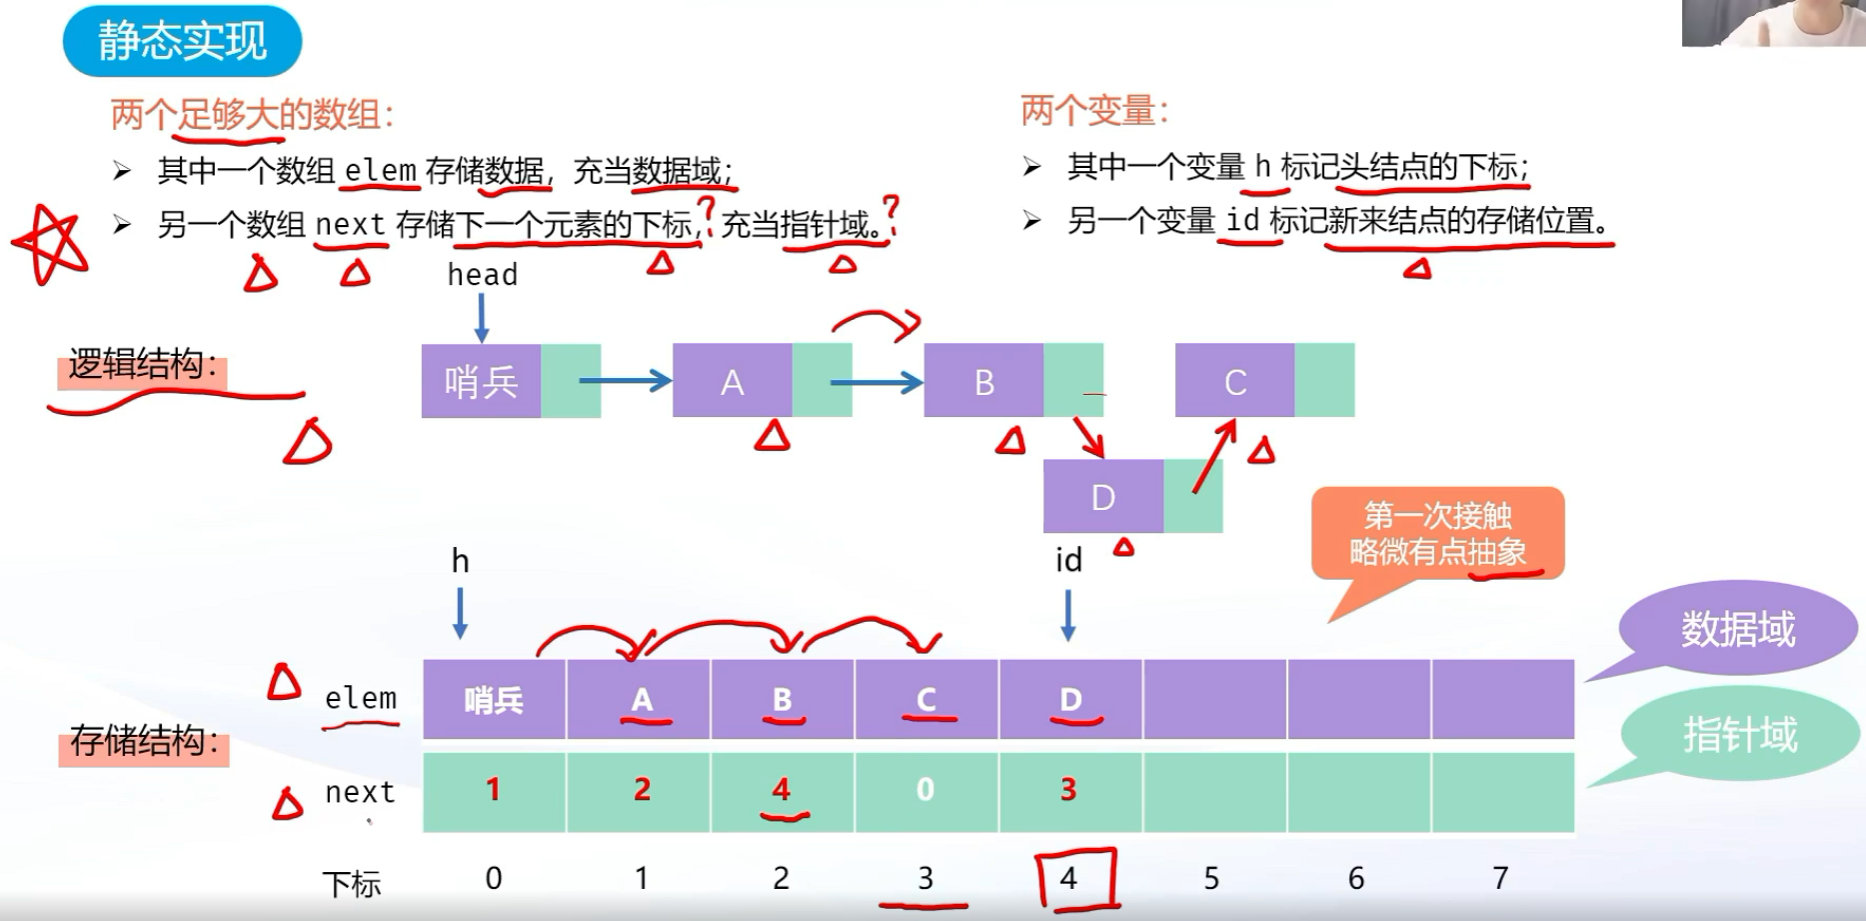 静态实现
两个足够大的数组：
➢ 其中一个数组 elem 存储数据，充当数据域；
➢ 另一个数组 next 存储下一个元素的下标，？充当指针域。？
两个变量：
➢ 其中一个变量 h 标记头结点的下标；
➢ 另一个变量 id 标记新来结点的存储位置。
head
逻辑结构：
哨兵 A B C
D
第一次接触
略微有点抽象
h id
数据域
elem 哨兵 A B C D
存储结构：
指针域
next 1 2 4 0 3
下标 0 1 2 3 4 5 6 7